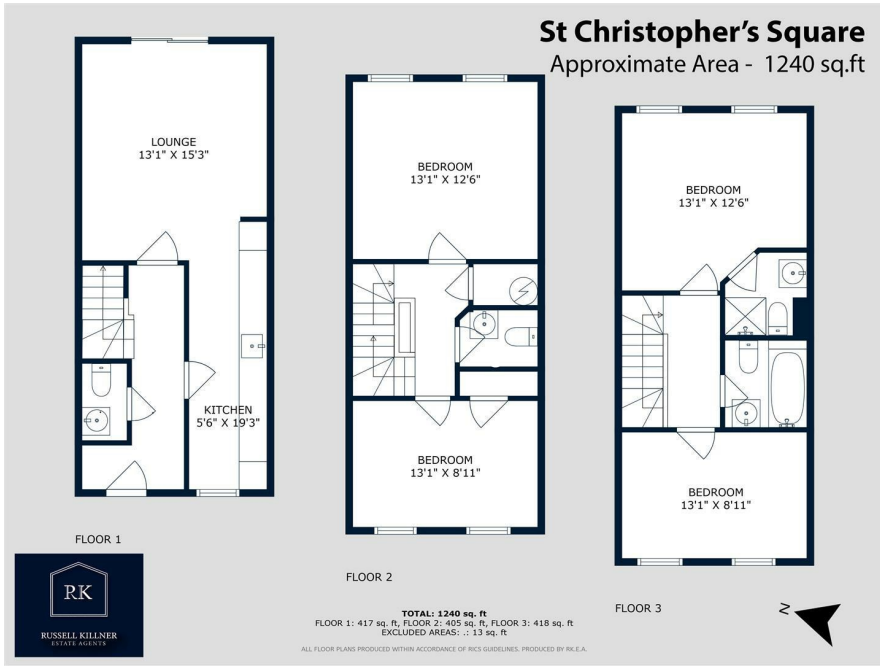 St Christopher's Square
Approximate Area - 1240 sq.ft
LOUNGE
13'1" X 15'3"
KITCHEN
5'6" X 19'3"
FLOOR 1
BEDROOM
13'1" X 12'6"
BEDROOM
13'1" X 8'11"
FLOOR 2
BEDROOM
13'1" X 12'6"
BEDROOM
13'1" X 8'11"
FLOOR 3
N
RK
RUSSELL KILLNER
ESTATE AGENTS
TOTAL: 1240 sq. ft
FLOOR 1: 417 sq. ft, FLOOR 2: 405 sq. ft, FLOOR 3: 418 sq. ft
EXCLUDED AREAS: .: 13 sq. ft
ALL FLOOR PLANS PRODUCED WITHIN ACCORDANCE OF RICS GUIDELINES. PRODUCED BY RK.E.A.